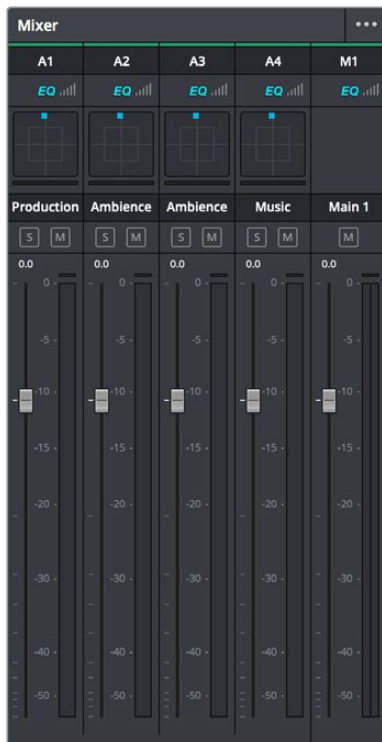 Mixer
A1 A2 A3 A4 M1
EQ EQ EQ EQ EQ
Production Ambience Ambience Music Main 1
S M S M S M S M M
0.0 0.0 0.0 0.0 0.0
0 0 0 0 0
-5 -5 -5 -5 -5
-10 -10 -10 -10 -10
-15 -15 -15 -15 -15
-20 -20 -20 -20 -20
-30 -30 -30 -30 -30
-40 -40 -40 -40 -40
-50 -50 -50 -50 -50